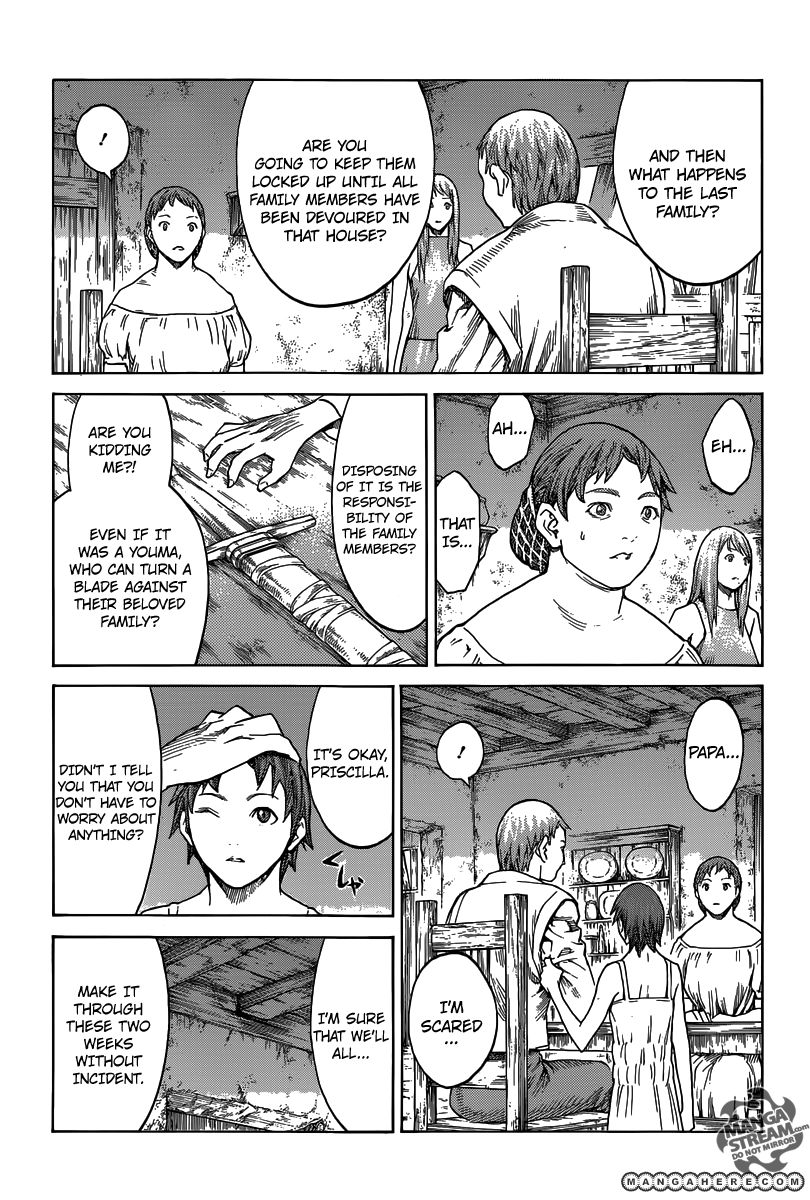 AND THEN
WHAT HAPPENS
TO THE LAST
FAMILY?
ARE YOU
GOING TO KEEP THEM
LOCKED UP UNTIL ALL
FAMILY MEMBERS
HAVE BEEN DEVOURED IN
THAT HOUSE?
!
EH...
AH...
THAT
IS...
DISPOSING
OF IT IS THE
RESPONSI-
BILITY OF
THE FAMILY
MEMBERS?
ARE YOU
KIDDING
ME?!
EVEN IF IT
WAS A YOUMA,
WHO CAN TURN A
BLADE AGAINST
THEIR BELOVED
FAMILY?
PAPA...
!
I'M
SCARED
...
IT'S OKAY,
PRISCILLA.
DIDN'T I TELL
YOU THAT YOU
DON'T HAVE TO
WORRY ABOUT
ANYTHING?
くしゃ
I'M SURE
THAT WE'LL
ALL...
MAKE IT
THROUGH
THESE TWO
WEEKS
WITHOUT
INCIDENT.
MANGA
STREAM.com
DO NOT MIRROR
MANGAHERE.COM